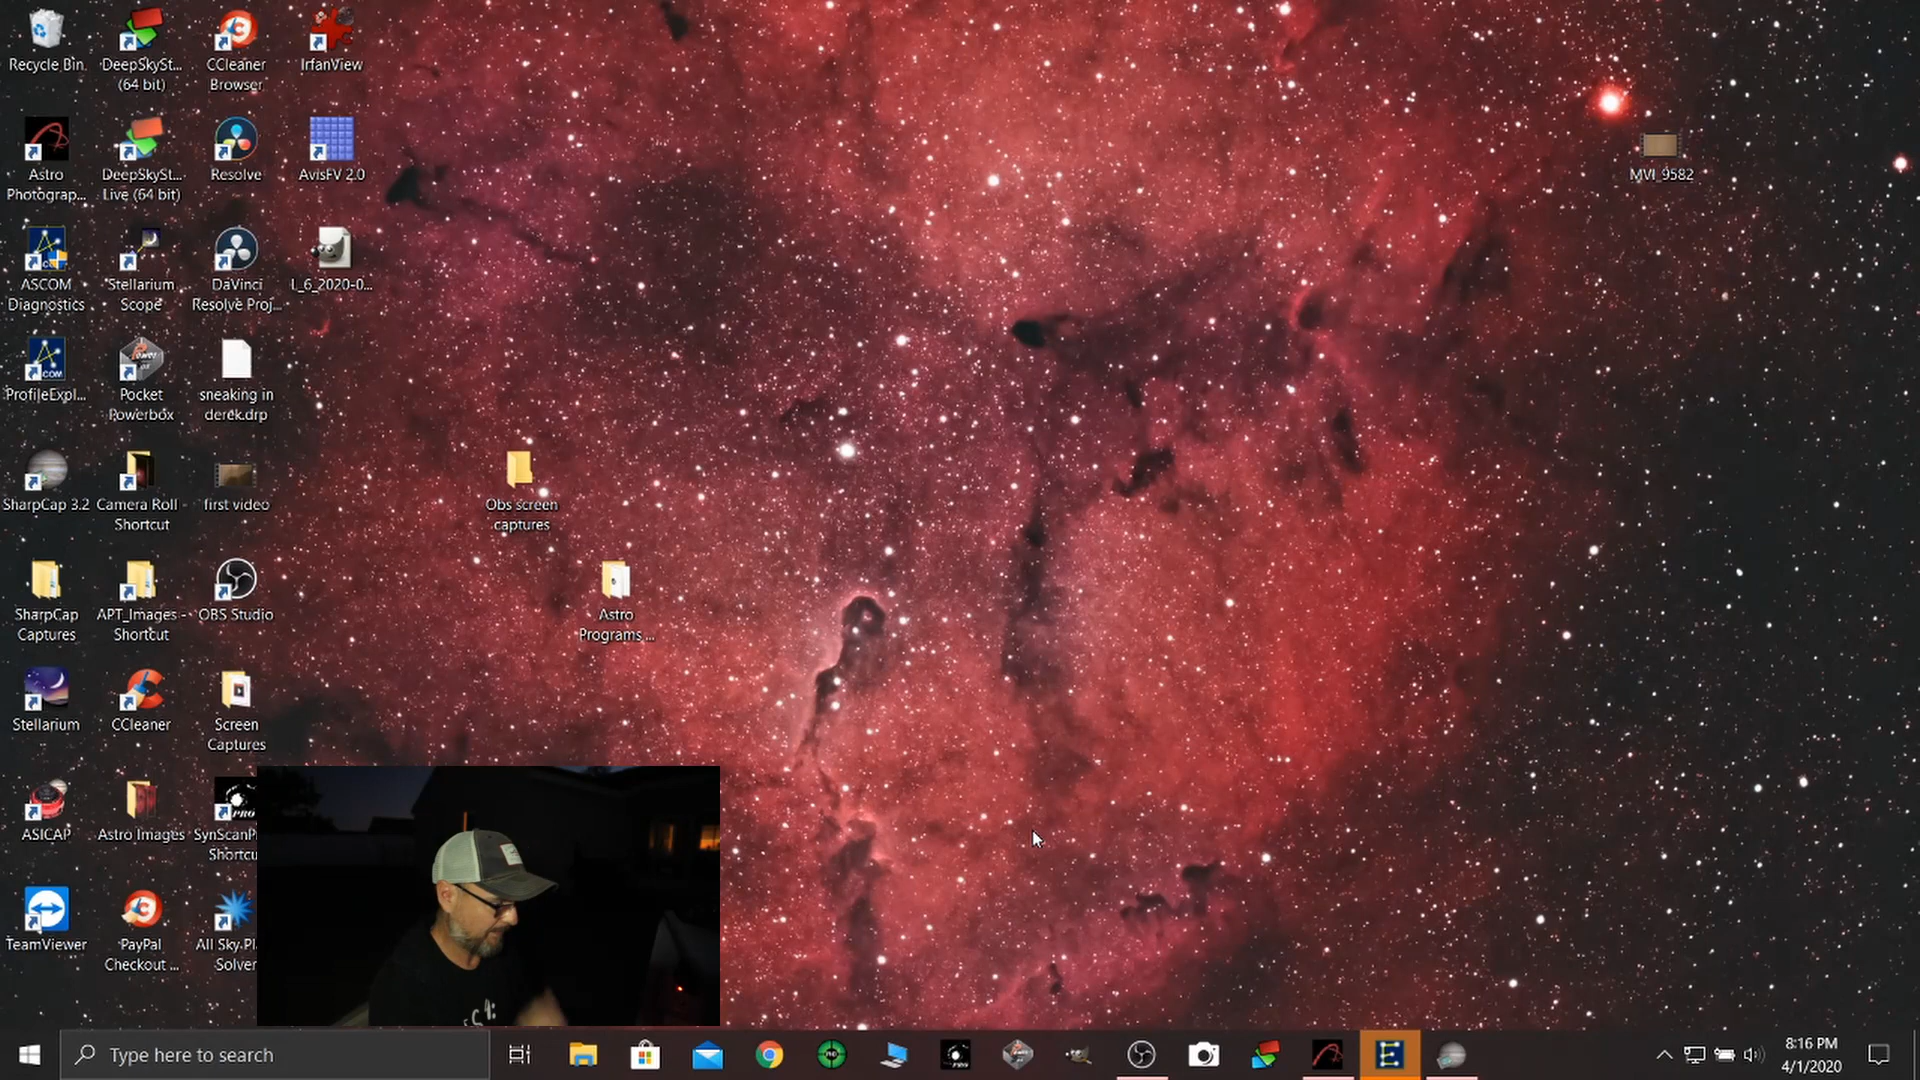 Recycle Bin
DeepSkySt...
(64 bit)
CCleaner
Browser
IrfanView
Astro
Photograp...
DeepSkySt...
Live (64 bit)
Resolve
AvisFV 2.0
MVI_9582
ASCOM
Diagnostics
Stellarium
Scope
DaVinci
Resolve Proj...
L_6_2020-0...
ProfileExpl...
Pocket
Powerbox
sneaking in
derek.drp
SharpCap 3.2
Camera Roll -
Shortcut
first video
Obs screen
captures
SharpCap
Captures
APT_Images -
Shortcut
OBS Studio
Astro
Programs ...
Stellarium
CCleaner
Screen
Captures
ASICAP
Astro Images
SynScanP
Shortcu
TeamViewer
PayPal
Checkout ...
All Sky Pl
Solver
Type here to search
8:16 PM
4/1/2020